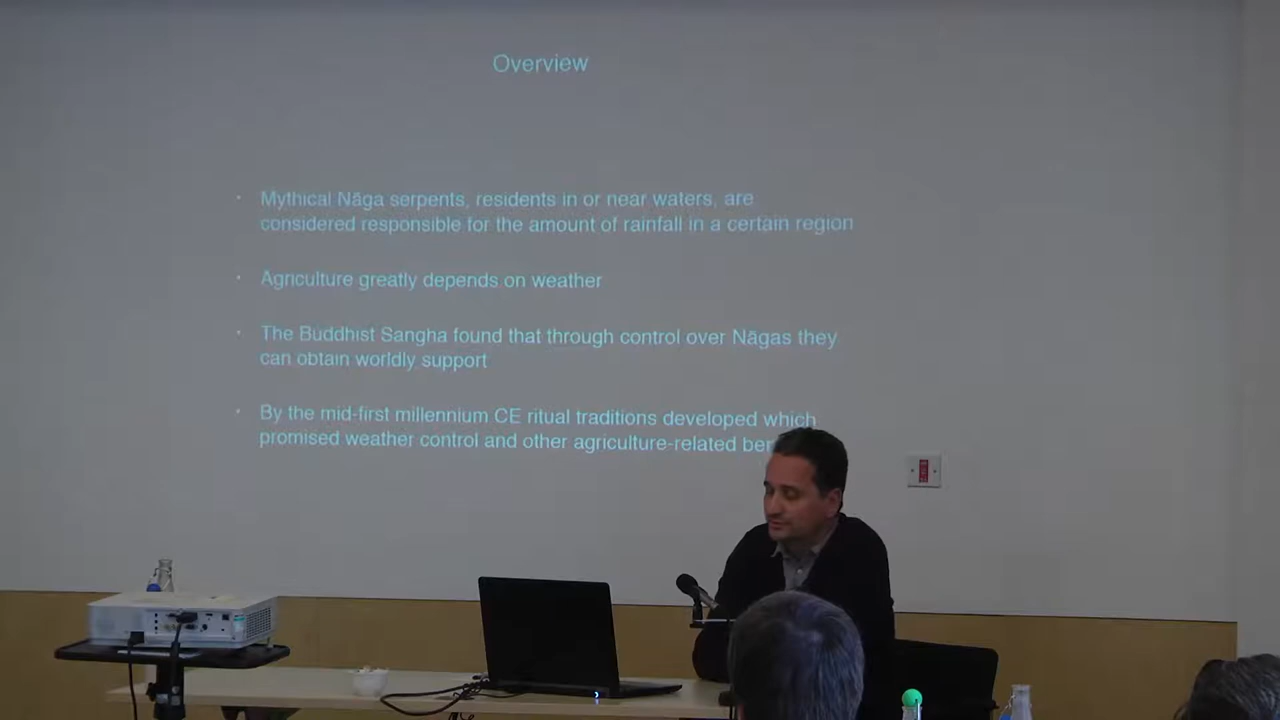 Overview
• Mythical Nāga serpents, residents in or near waters, are
considered responsible for the amount of rainfall in a certain region
• Agriculture greatly depends on weather
• The Buddhist Sangha found that through control over Nāgas they
can obtain worldly support
• By the mid-first millennium CE ritual traditions developed which
promised weather control and other agriculture-related